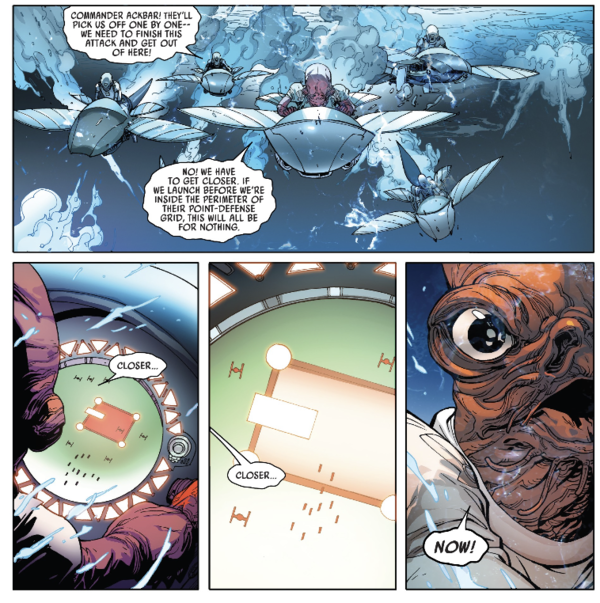 COMMANDER ACKBAR! THEY'LL
PICK US OFF ONE BY ONE--
WE NEED TO FINISH THIS
ATTACK AND GET OUT
OF HERE!
NO! WE HAVE
TO GET CLOSER. IF
WE LAUNCH BEFORE WE'RE
INSIDE THE PERIMETER OF
THEIR POINT-DEFENSE
GRID, THIS WILL ALL BE
FOR NOTHING.
CLOSER...
CLOSER...
NOW!